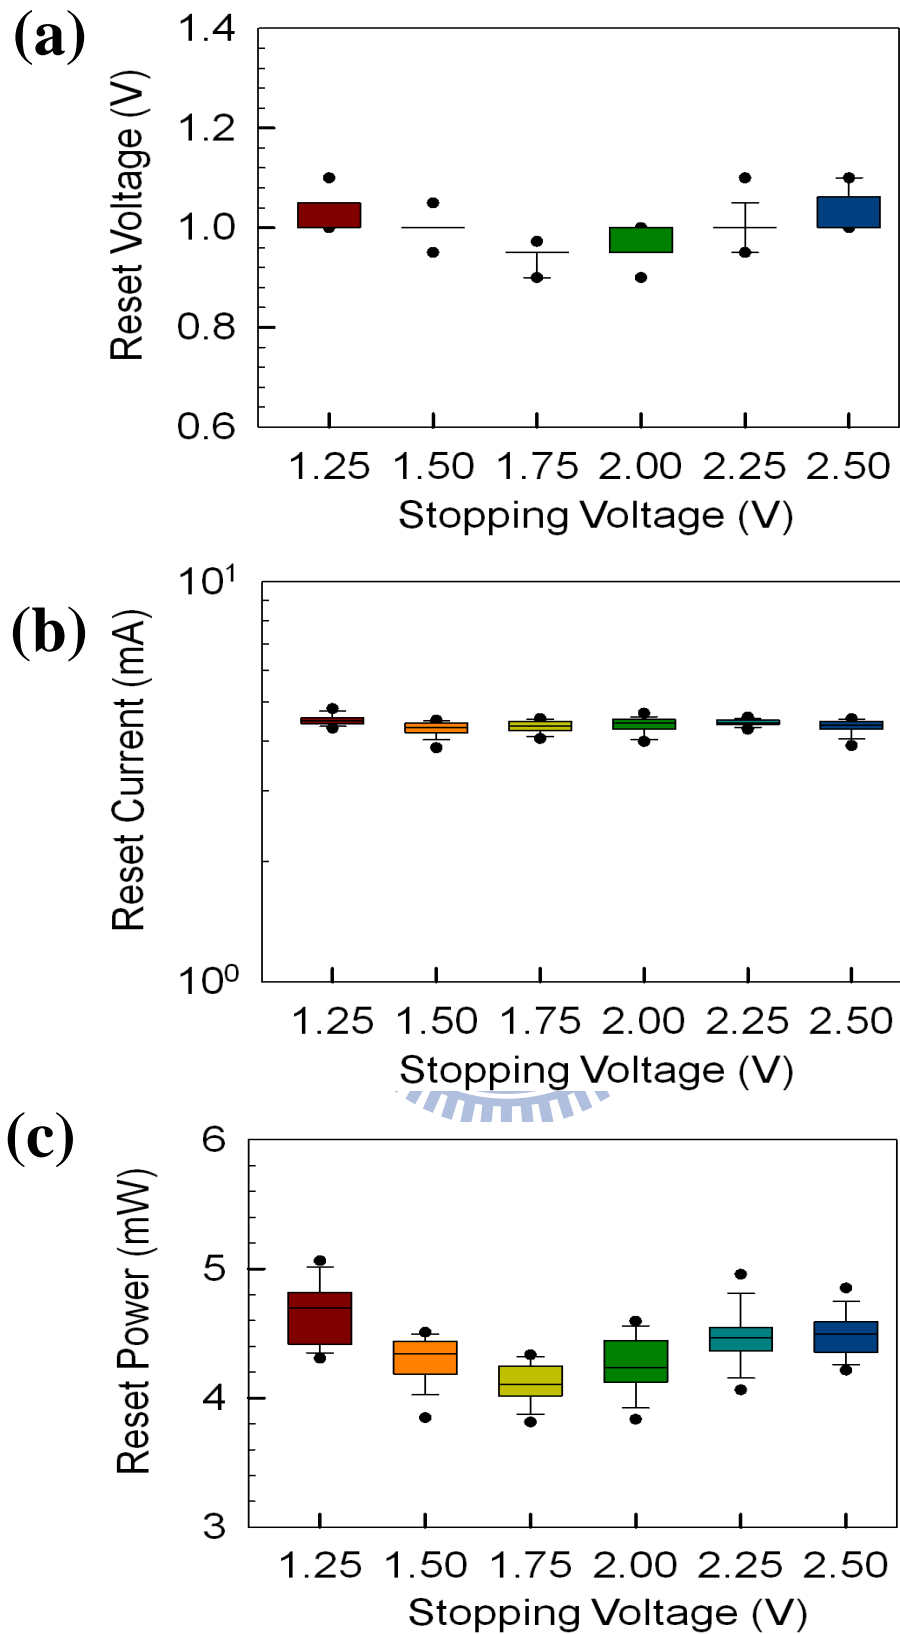 (a)
Reset Voltage (V)
1.4
1.2
1.0
0.8
0.6
1.25 1.50 1.75 2.00 2.25 2.50
Stopping Voltage (V)
(b)
Reset Current (mA)
10¹
10⁰
1.25 1.50 1.75 2.00 2.25 2.50
Stopping Voltage (V)
(c)
Reset Power (mW)
6
5
4
3
1.25 1.50 1.75 2.00 2.25 2.50
Stopping Voltage (V)